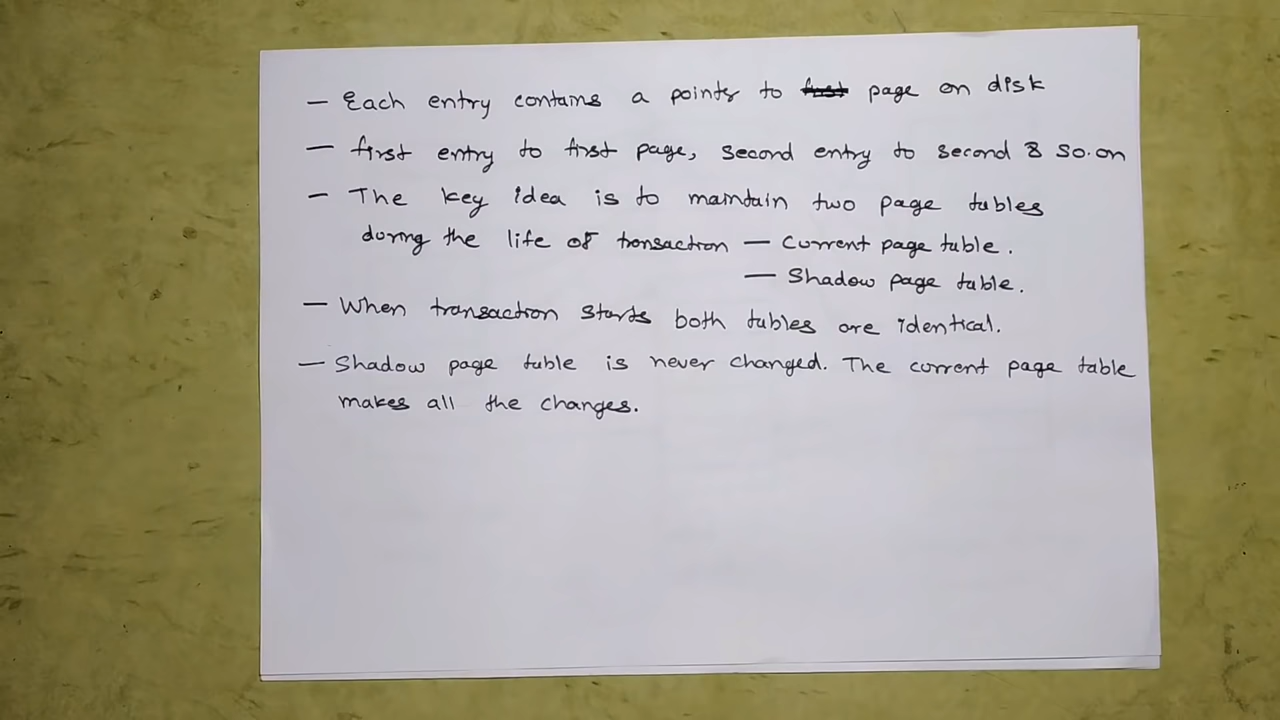 - Each entry contains a pointr to page on disk
- first entry to first page, second entry to second & so.on
- The key idea is to maintain two page tables
during the life of transaction - Current page table.
- Shadow page table.
- When transaction starts both tables are identical.
- Shadow page table is never changed. The current page table
makes all the changes.